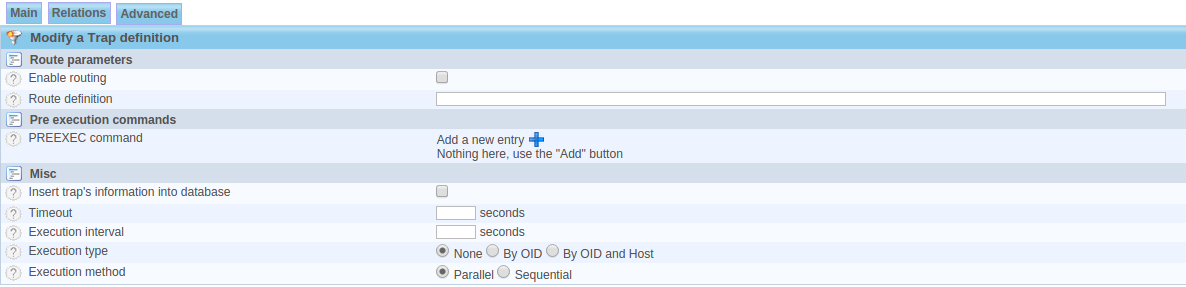 Main Relations Advanced
Modify a Trap definition
Route parameters
? Enable routing
? Route definition
Pre execution commands
? PREEXEC command Add a new entry
Nothing here, use the "Add" button
Misc
? Insert trap's information into database
? Timeout seconds
? Execution interval seconds
? Execution type None By OID By OID and Host
? Execution method Parallel Sequential